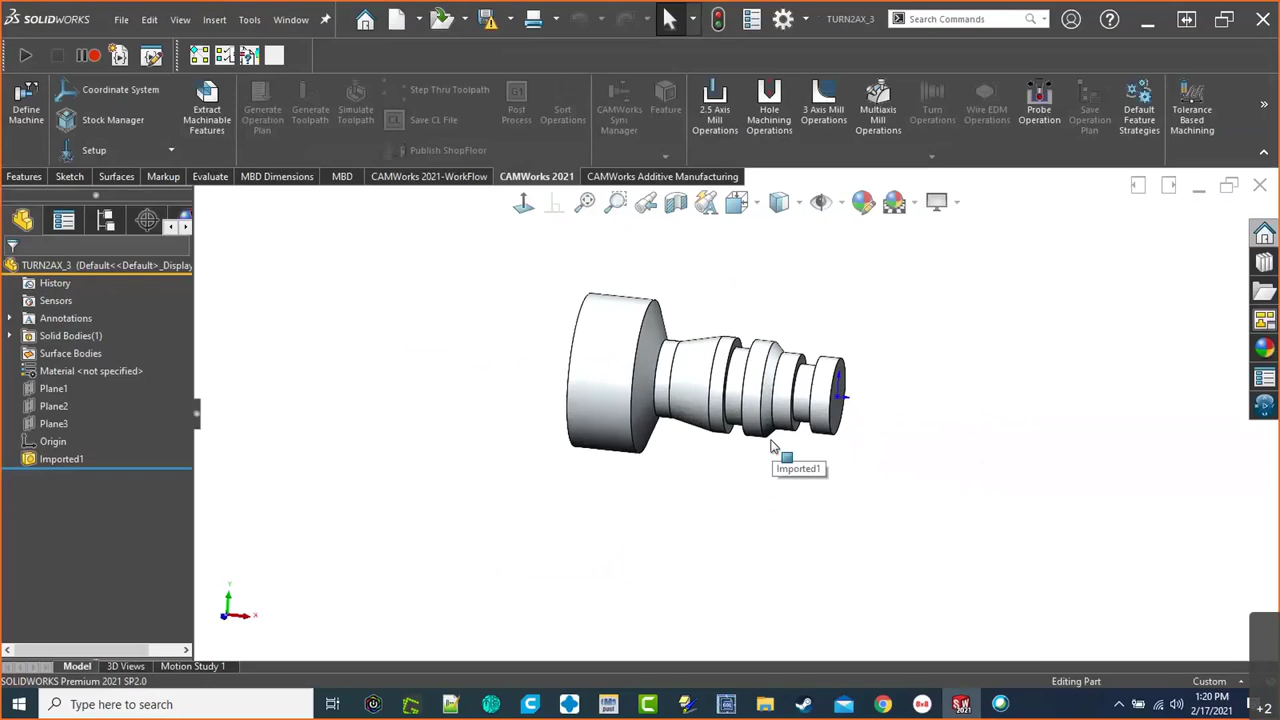 SOLIDWORKS File Edit View Insert Tools Window TURN2AX_3 Search Commands
Define Machine
Coordinate System
Stock Manager
Setup
Extract Machinable Features
Generate Operation Plan
Generate Toolpath
Simulate Toolpath
Step Thru Toolpath
Save CL File
Publish ShopFloor
G1 Post Process
Sort Operations
CAMWorks Sync Manager
Feature
2.5 Axis Mill Operations
Hole Machining Operations
3 Axis Mill Operations
Multiaxis Mill Operations
Turn Operations
Wire EDM Operations
Probe Operation
Save Operation Plan
Default Feature Strategies
Tolerance Based Machining
Features Sketch Surfaces Markup Evaluate MBD Dimensions MBD CAMWorks 2021-WorkFlow CAMWorks 2021 CAMWorks Additive Manufacturing
TURN2AX_3 (Default<<Default>_Display
History
Sensors
Annotations
Solid Bodies(1)
Surface Bodies
Material <not specified>
Plane1
Plane2
Plane3
Origin
Imported1
Imported1
Y
X
Model 3D Views Motion Study 1
SOLIDWORKS Premium 2021 SP2.0 Editing Part Custom
Type here to search
1:20 PM
2/17/2021
+2